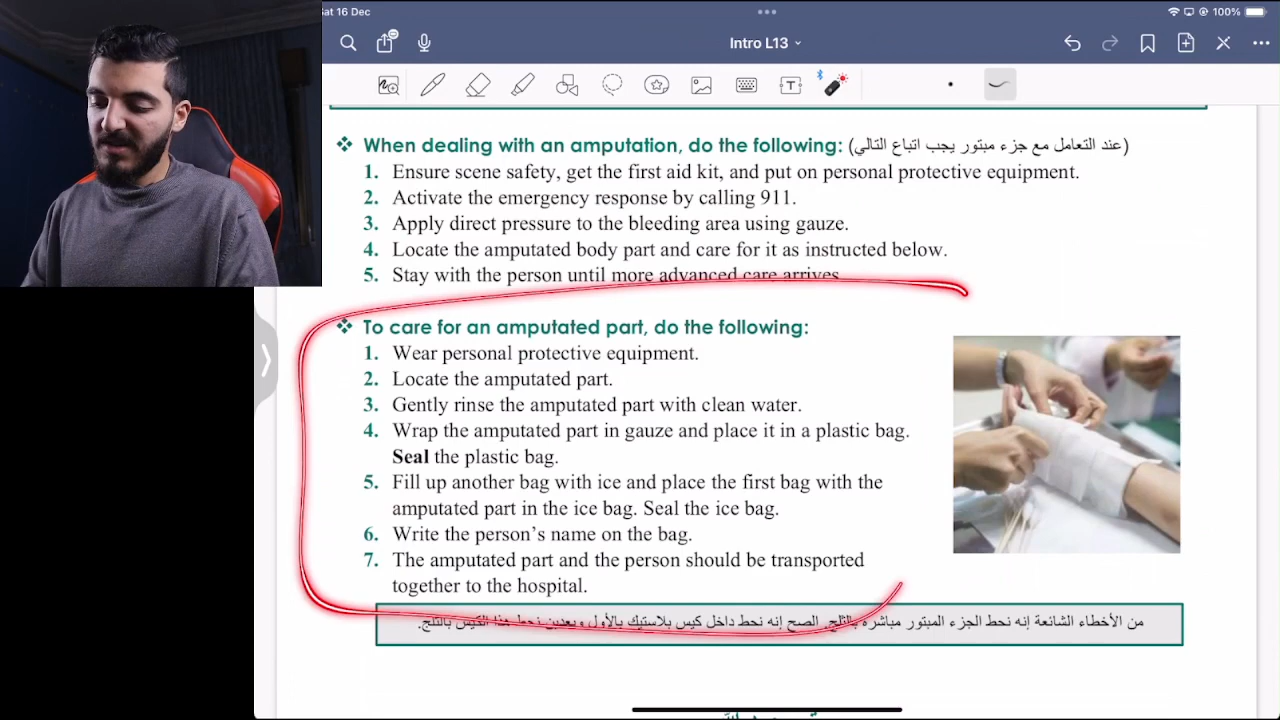 Sat 16 Dec
100%
Intro L13
❖ When dealing with an amputation, do the following: (عند التعامل مع جزء مبتور يجب اتباع التالي)
1. Ensure scene safety, get the first aid kit, and put on personal protective equipment.
2. Activate the emergency response by calling 911.
3. Apply direct pressure to the bleeding area using gauze.
4. Locate the amputated body part and care for it as instructed below.
5. Stay with the person until more advanced care arrives
❖ To care for an amputated part, do the following:
1. Wear personal protective equipment.
2. Locate the amputated part.
3. Gently rinse the amputated part with clean water.
4. Wrap the amputated part in gauze and place it in a plastic bag.
Seal the plastic bag.
5. Fill up another bag with ice and place the first bag with the
amputated part in the ice bag. Seal the ice bag.
6. Write the person’s name on the bag.
7. The amputated part and the person should be transported
together to the hospital.
من الأخطاء الشائعة إنه نحط الجزء المبتور مباشرة بالثلج, الصح إنه نحط داخل كيس بلاستيك بالأول، وبعدين نحط هذا الكيس بالثلج.